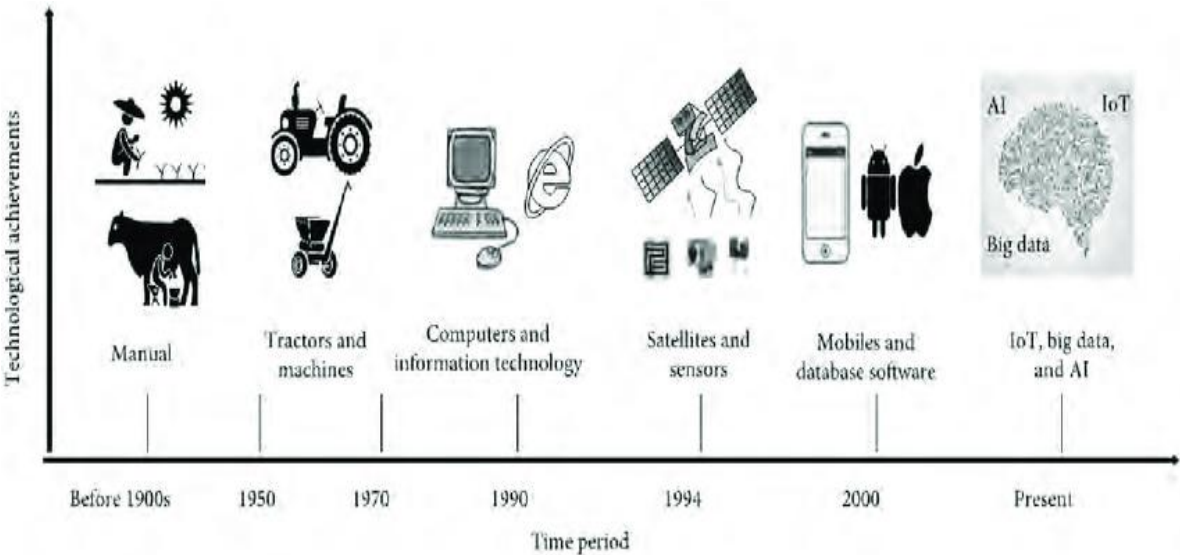 Technological achievements
AI
IoT
Big data
Manual
Tractors and
machines
Computers and
information technology
Satellites and
sensors
Mobiles and
database software
IoT, big data,
and AI
Before 1900s
1950
1970
1990
1994
2000
Present
Time period